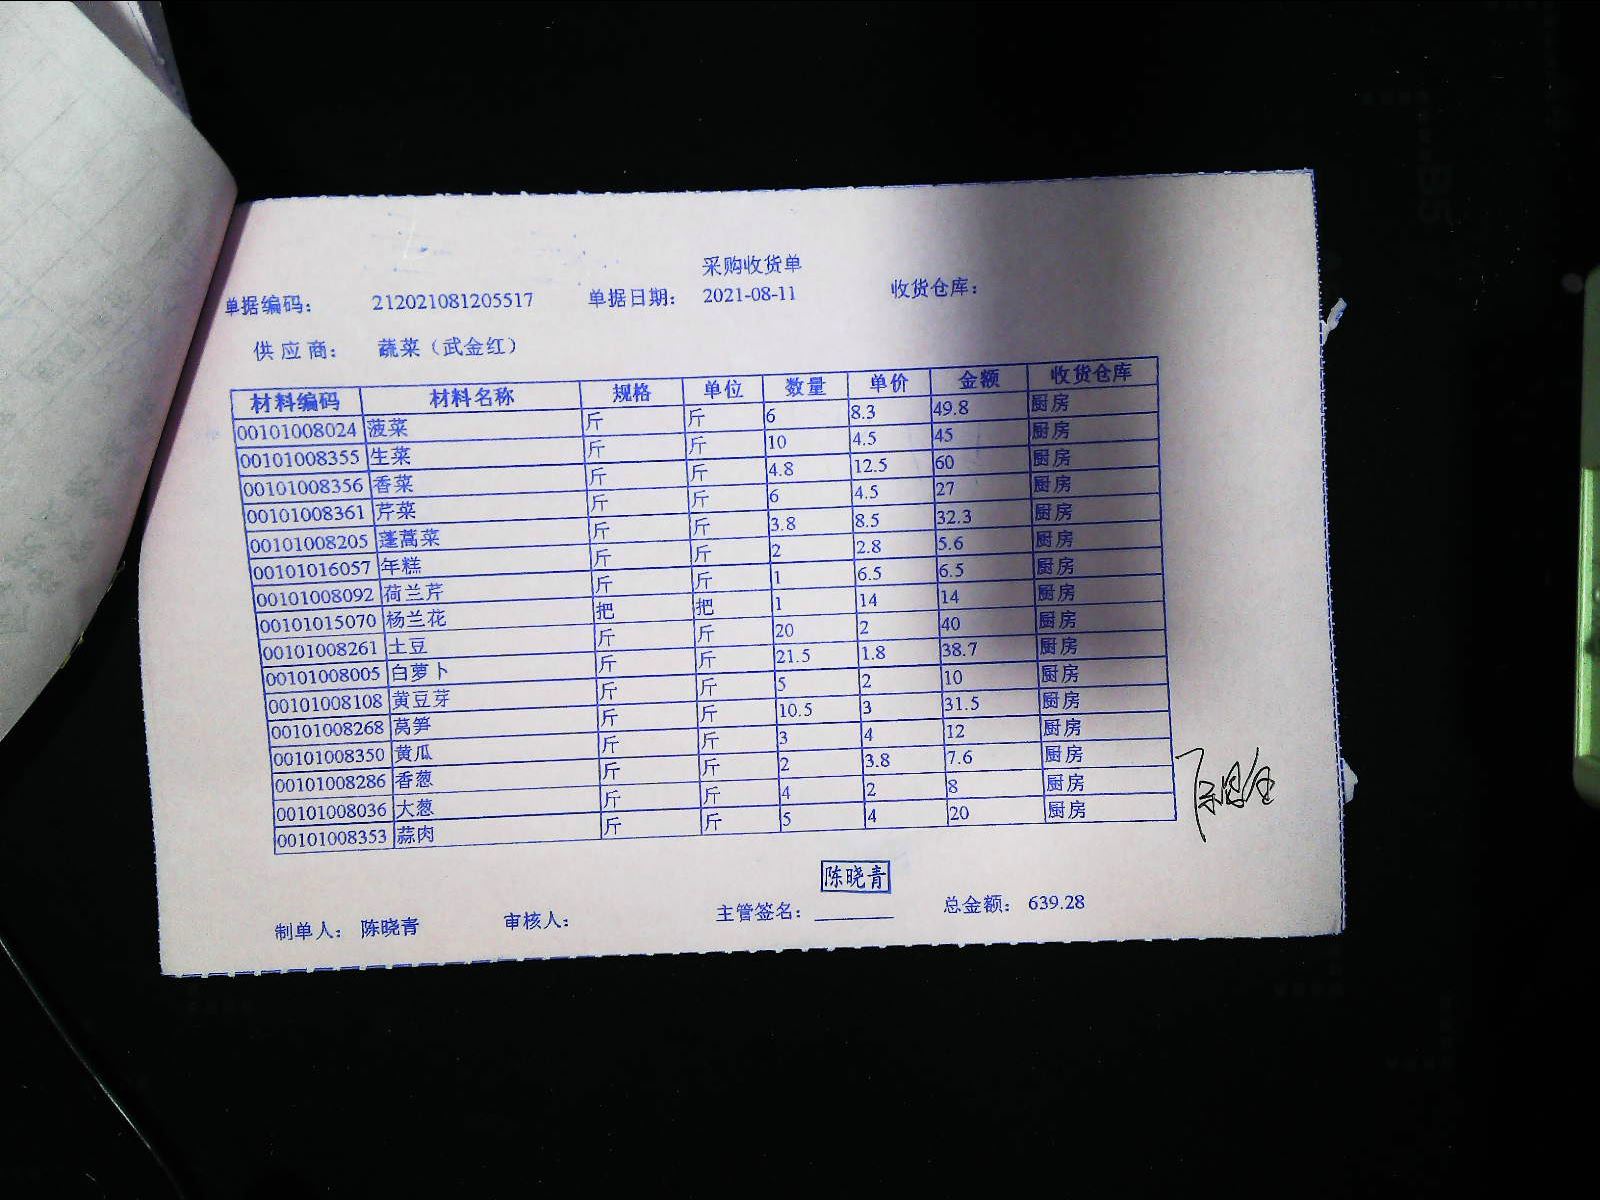 采购收货单
单据编码： 212021081205517 单据日期： 2021-08-11 收货仓库：
供应商： 蔬菜（武金红）
材料编码 材料名称 规格 单位 数量 单价 金额 收货仓库
00101008024 菠菜 斤 斤 6 8.3 49.8 厨房
00101008355 生菜 斤 斤 10 4.5 45 厨房
00101008356 香菜 斤 斤 4.8 12.5 60 厨房
00101008361 芹菜 斤 斤 6 4.5 27 厨房
00101008205 蓬蒿菜 斤 斤 3.8 8.5 32.3 厨房
00101016057 年糕 斤 斤 2 2.8 5.6 厨房
00101008092 荷兰芹 斤 斤 1 6.5 6.5 厨房
00101015070 杨兰花 把 把 1 14 14 厨房
00101008261 土豆 斤 斤 20 2 40 厨房
00101008005 白萝卜 斤 斤 21.5 1.8 38.7 厨房
00101008108 黄豆芽 斤 斤 5 2 10 厨房
00101008268 莴笋 斤 斤 10.5 3 31.5 厨房
00101008350 黄瓜 斤 斤 3 4 12 厨房
00101008286 香葱 斤 斤 2 3.8 7.6 厨房
00101008036 大葱 斤 斤 4 2 8 厨房
00101008353 蒜肉 斤 斤 5 4 20 厨房
陈晓青
制单人： 陈晓青 审核人： 主管签名： 总金额： 639.28